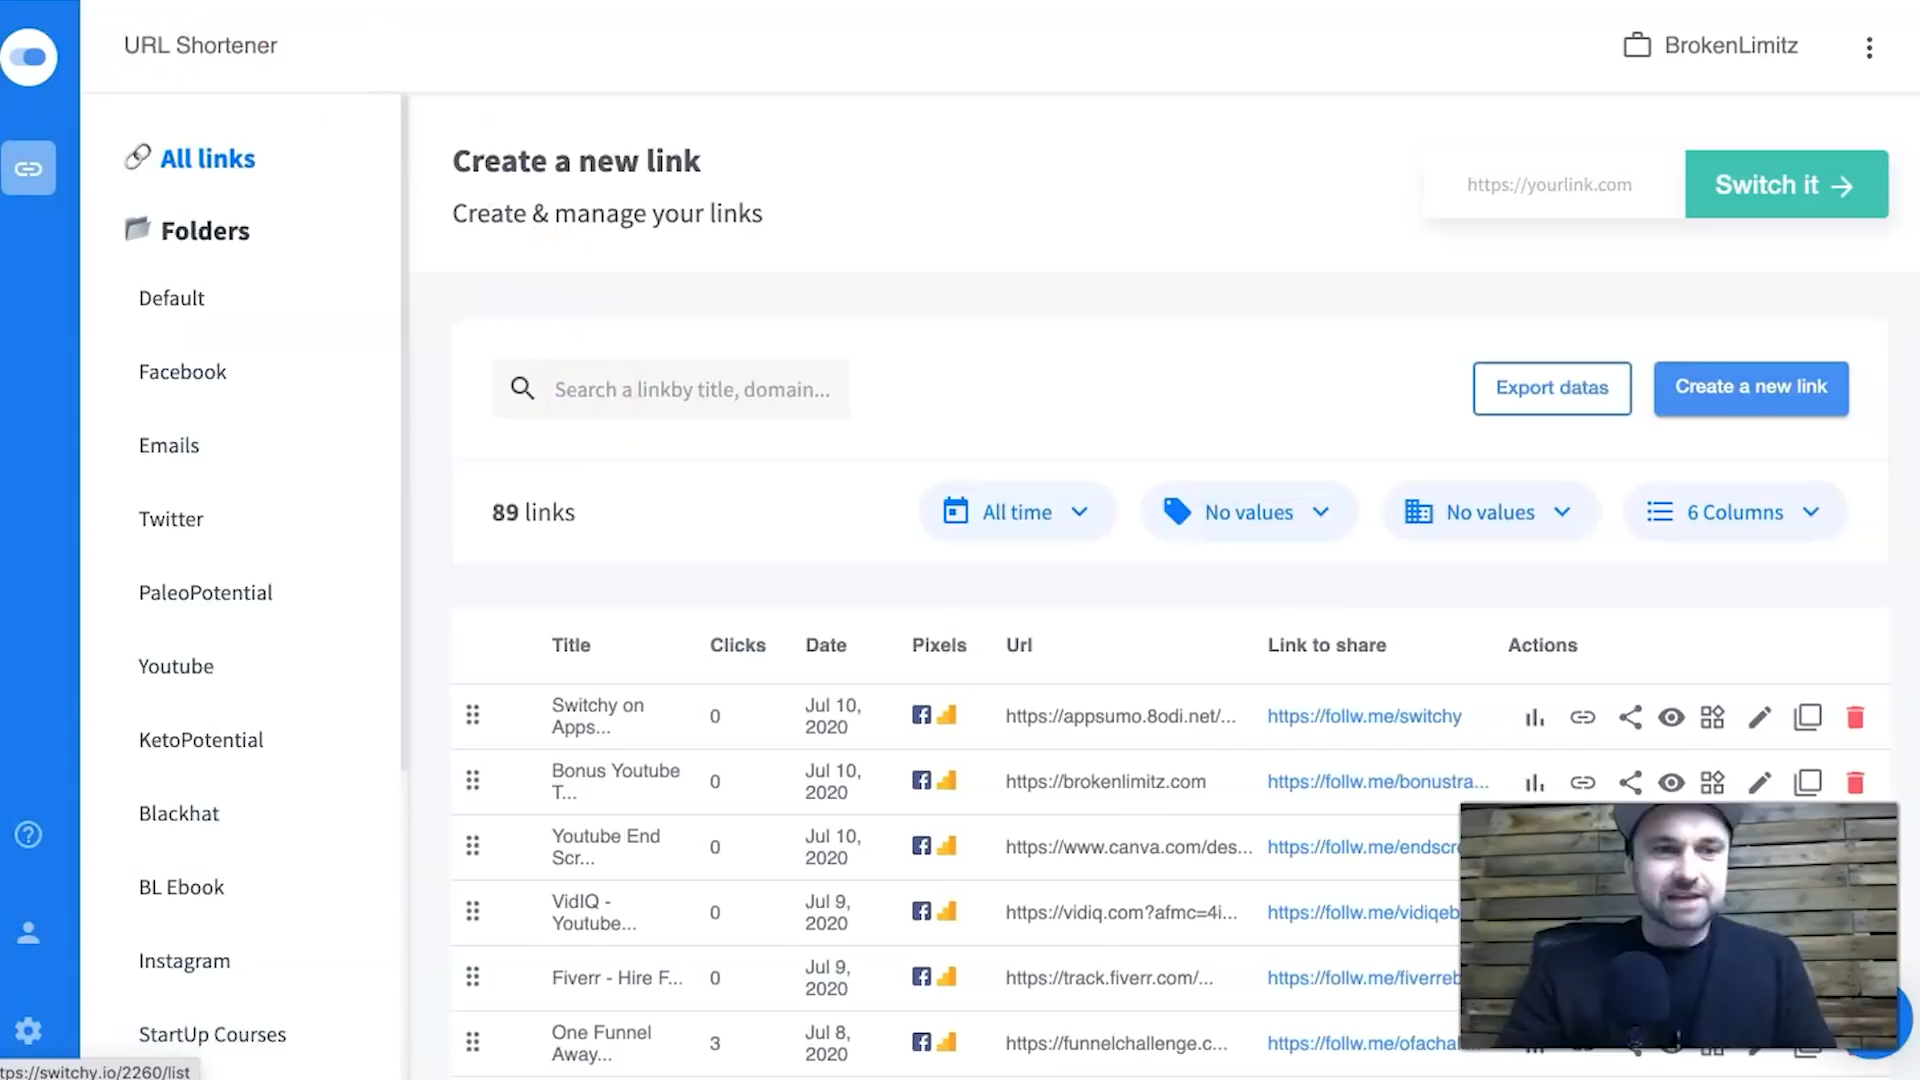 URL Shortener
BrokenLimitz
All links
Folders
Default
Facebook
Emails
Twitter
PaleoPotential
Youtube
KetoPotential
Blackhat
BL Ebook
Instagram
StartUp Courses
tps://switchy.io/2260/list
Create a new link
Create & manage your links
https://yourlink.com
Switch it
Search a linkby title, domain...
Export datas
Create a new link
89 links
All time
No values
No values
6 Columns
Title Clicks Date Pixels Url Link to share Actions
Switchy on Apps... 0 Jul 10, 2020 https://appsumo.8odi.net/... https://follw.me/switchy
Bonus Youtube T... 0 Jul 10, 2020 https://brokenlimitz.com https://follw.me/bonustra...
Youtube End Scr... 0 Jul 10, 2020 https://www.canva.com/des... https://follw.me/endscr
VidIQ - Youtube... 0 Jul 9, 2020 https://vidiq.com?afmc=4i... https://follw.me/vidiqeb
Fiverr - Hire F... 0 Jul 9, 2020 https://track.fiverr.com/... https://follw.me/fiverreb
One Funnel Away... 3 Jul 8, 2020 https://funnelchallenge.c... https://follw.me/ofachal